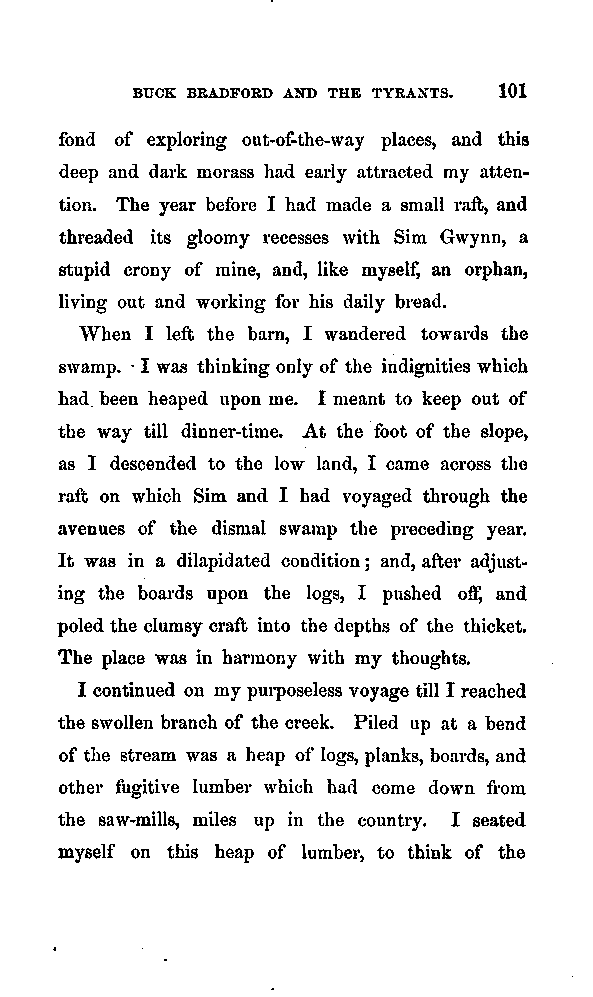 BUCK BRADFORD AND THE TYRANTS. 101
fond of exploring out-of-the-way places, and this
deep and dark morass had early attracted my atten-
tion. The year before I had made a small raft, and
threaded its gloomy recesses with Sim Gwynn, a
stupid crony of mine, and, like myself, an orphan,
living out and working for his daily bread.
When I left the barn, I wandered towards the
swamp. I was thinking only of the indignities which
had been heaped upon me. I meant to keep out of
the way till dinner-time. At the foot of the slope,
as I descended to the low land, I came across the
raft on which Sim and I had voyaged through the
avenues of the dismal swamp the preceding year.
It was in a dilapidated condition; and, after adjust-
ing the boards upon the logs, I pushed off, and
poled the clumsy craft into the depths of the thicket.
The place was in harmony with my thoughts.
I continued on my purposeless voyage till I reached
the swollen branch of the creek. Piled up at a bend
of the stream was a heap of logs, planks, boards, and
other fugitive lumber which had come down from
the saw-mills, miles up in the country. I seated
myself on this heap of lumber, to think of the